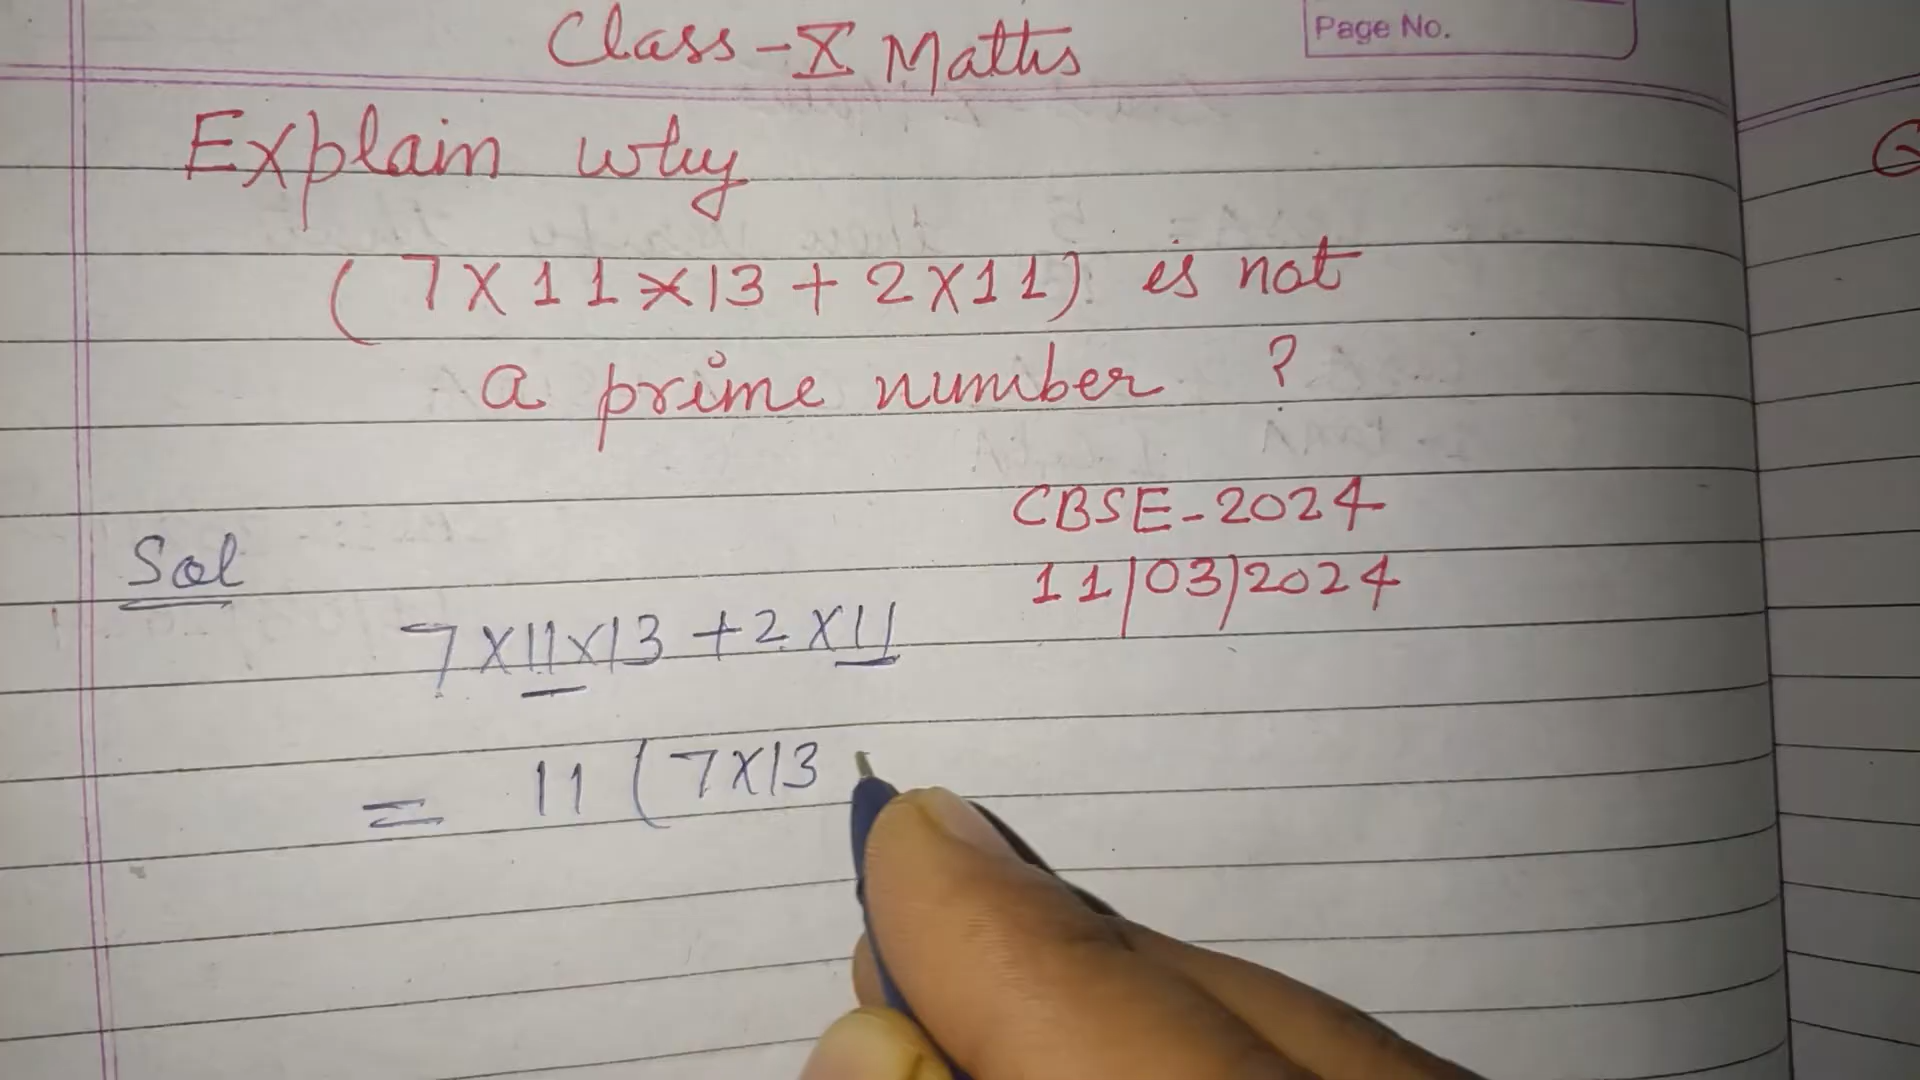 Class-X Maths
Page No.
Explain why
(7×11×13+2×11) is not
a prime number ?
CBSE-2024
11/03/2024
Sol
7×11×13+2×11
= 11 (7×13